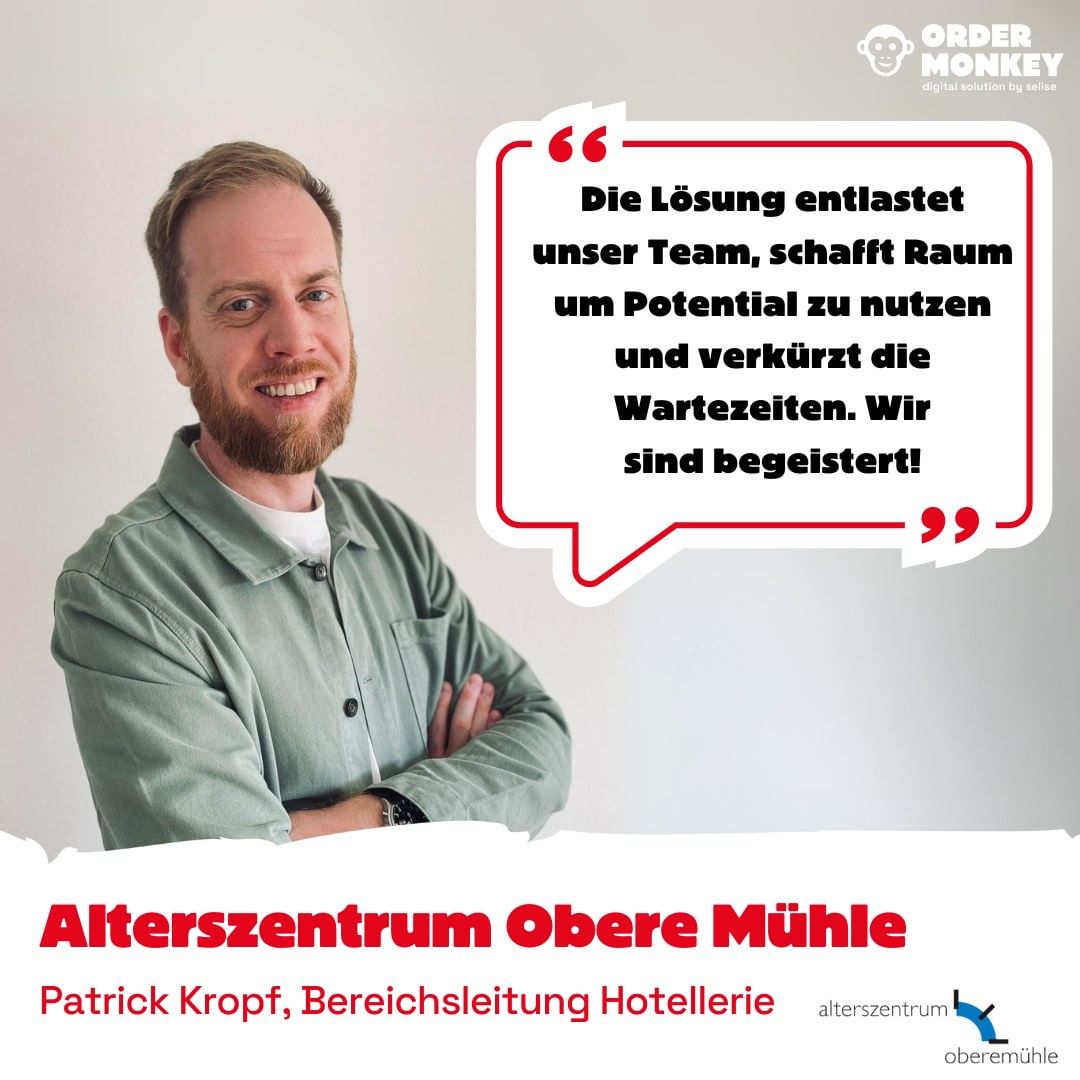 ORDER
MONKEY
digital solution by selise
Die Lösung entlastet
unser Team, schafft Raum
um Potential zu nutzen
und verkürzt die
Wartezeiten. Wir
sind begeistert!
Alterszentrum Obere Mühle
Patrick Kropf, Bereichsleitung Hotellerie
alterszentrum
oberemühle